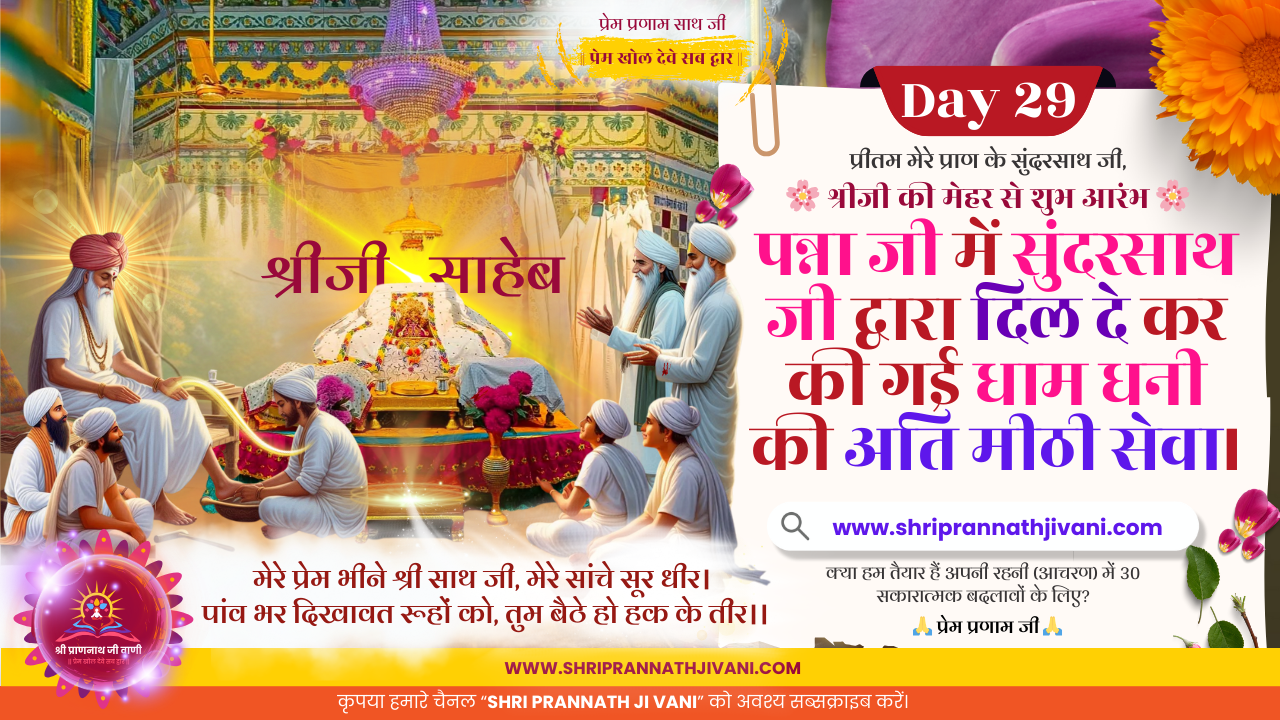 प्रेम प्रणाम साथ जी
॥ प्रेम खोल देवे सब द्वार ॥
Day 29
प्रीतम मेरे प्राण के सुंदरसाथ जी,
🌸 श्रीजी की मेहर से शुभ आरंभ 🌸
पन्ना जी में सुंदरसाथ
जी द्वारा दिल दे कर
की गई धाम धनी
की अति मीठी सेवा।
श्रीजी साहेब
www.shriprannathjivani.com
क्या हम तैयार हैं अपनी रहनी (आचरण) में 30
सकारात्मक बदलावों के लिए?
🙏 प्रेम प्रणाम जी🙏
मेरे प्रेम भीने श्री साथ जी, मेरे सांचे सूर धीर।
पांव भर दिखावत रूहों को, तुम बैठे हो हक के तीर।।
श्री प्राणनाथ जी वाणी
॥ प्रेम खोल देवे सब द्वार ॥
WWW.SHRIPRANNATHJIVANI.COM
कृपया हमारे चैनल “SHRI PRANNATH JI VANI” को अवश्य सब्सक्राइब करें।